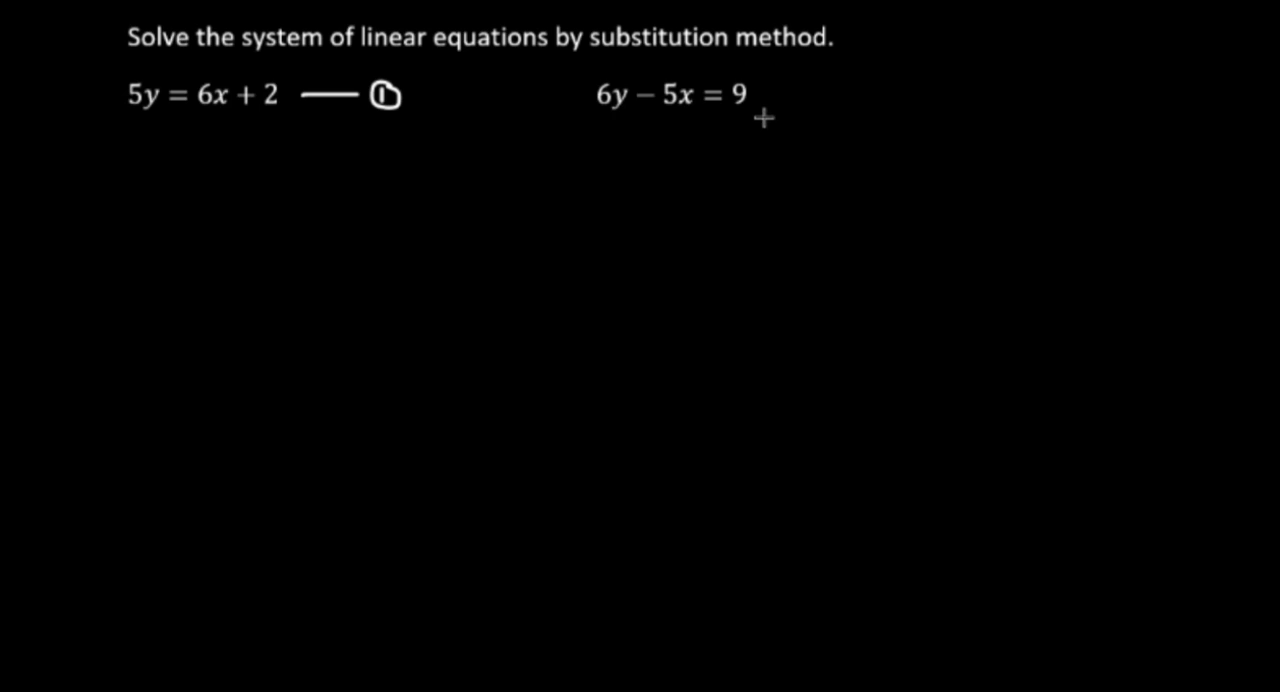 Solve the system of linear equations by substitution method.
5y = 6x + 2 — ① 6y – 5x = 9